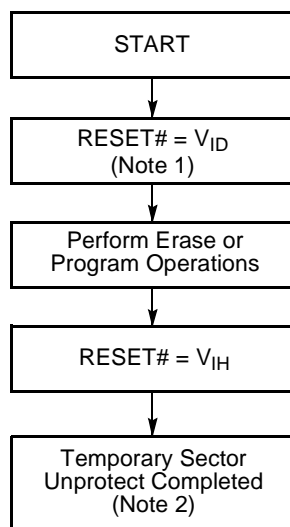 START
RESET# = VID
(Note 1)
Perform Erase or
Program Operations
RESET# = VIH
Temporary Sector
Unprotect Completed
(Note 2)